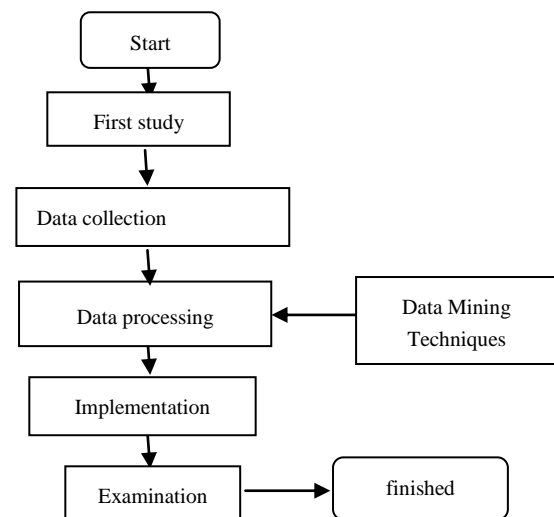 Start
First study
Data collection
Data processing
Data Mining
Techniques
Implementation
Examination
finished